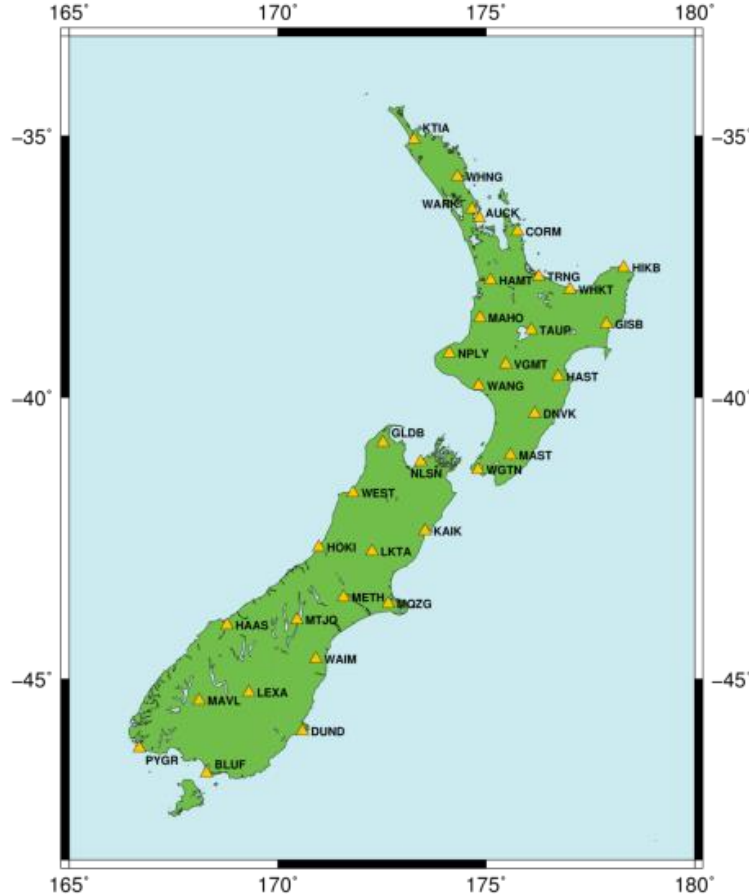 165˚ 170˚ 175˚ 180˚
−35˚ −35˚
KTIA
WHNG
WARK
AUCK
CORM
HIKB
TRNG
HAMT
WHKT
MAHO
GISB
TAUP
NPLY
VGMT
HAST
WANG
−40˚ −40˚
DNVK
GLDB
MAST
NLSN
WGTN
WEST
KAIK
HOKI
LKTA
METH
MQZG
MTJO
HAAS
WAIM
−45˚ −45˚
LEXA
MAVL
DUND
PYGR
BLUF
165˚ 170˚ 175˚ 180˚